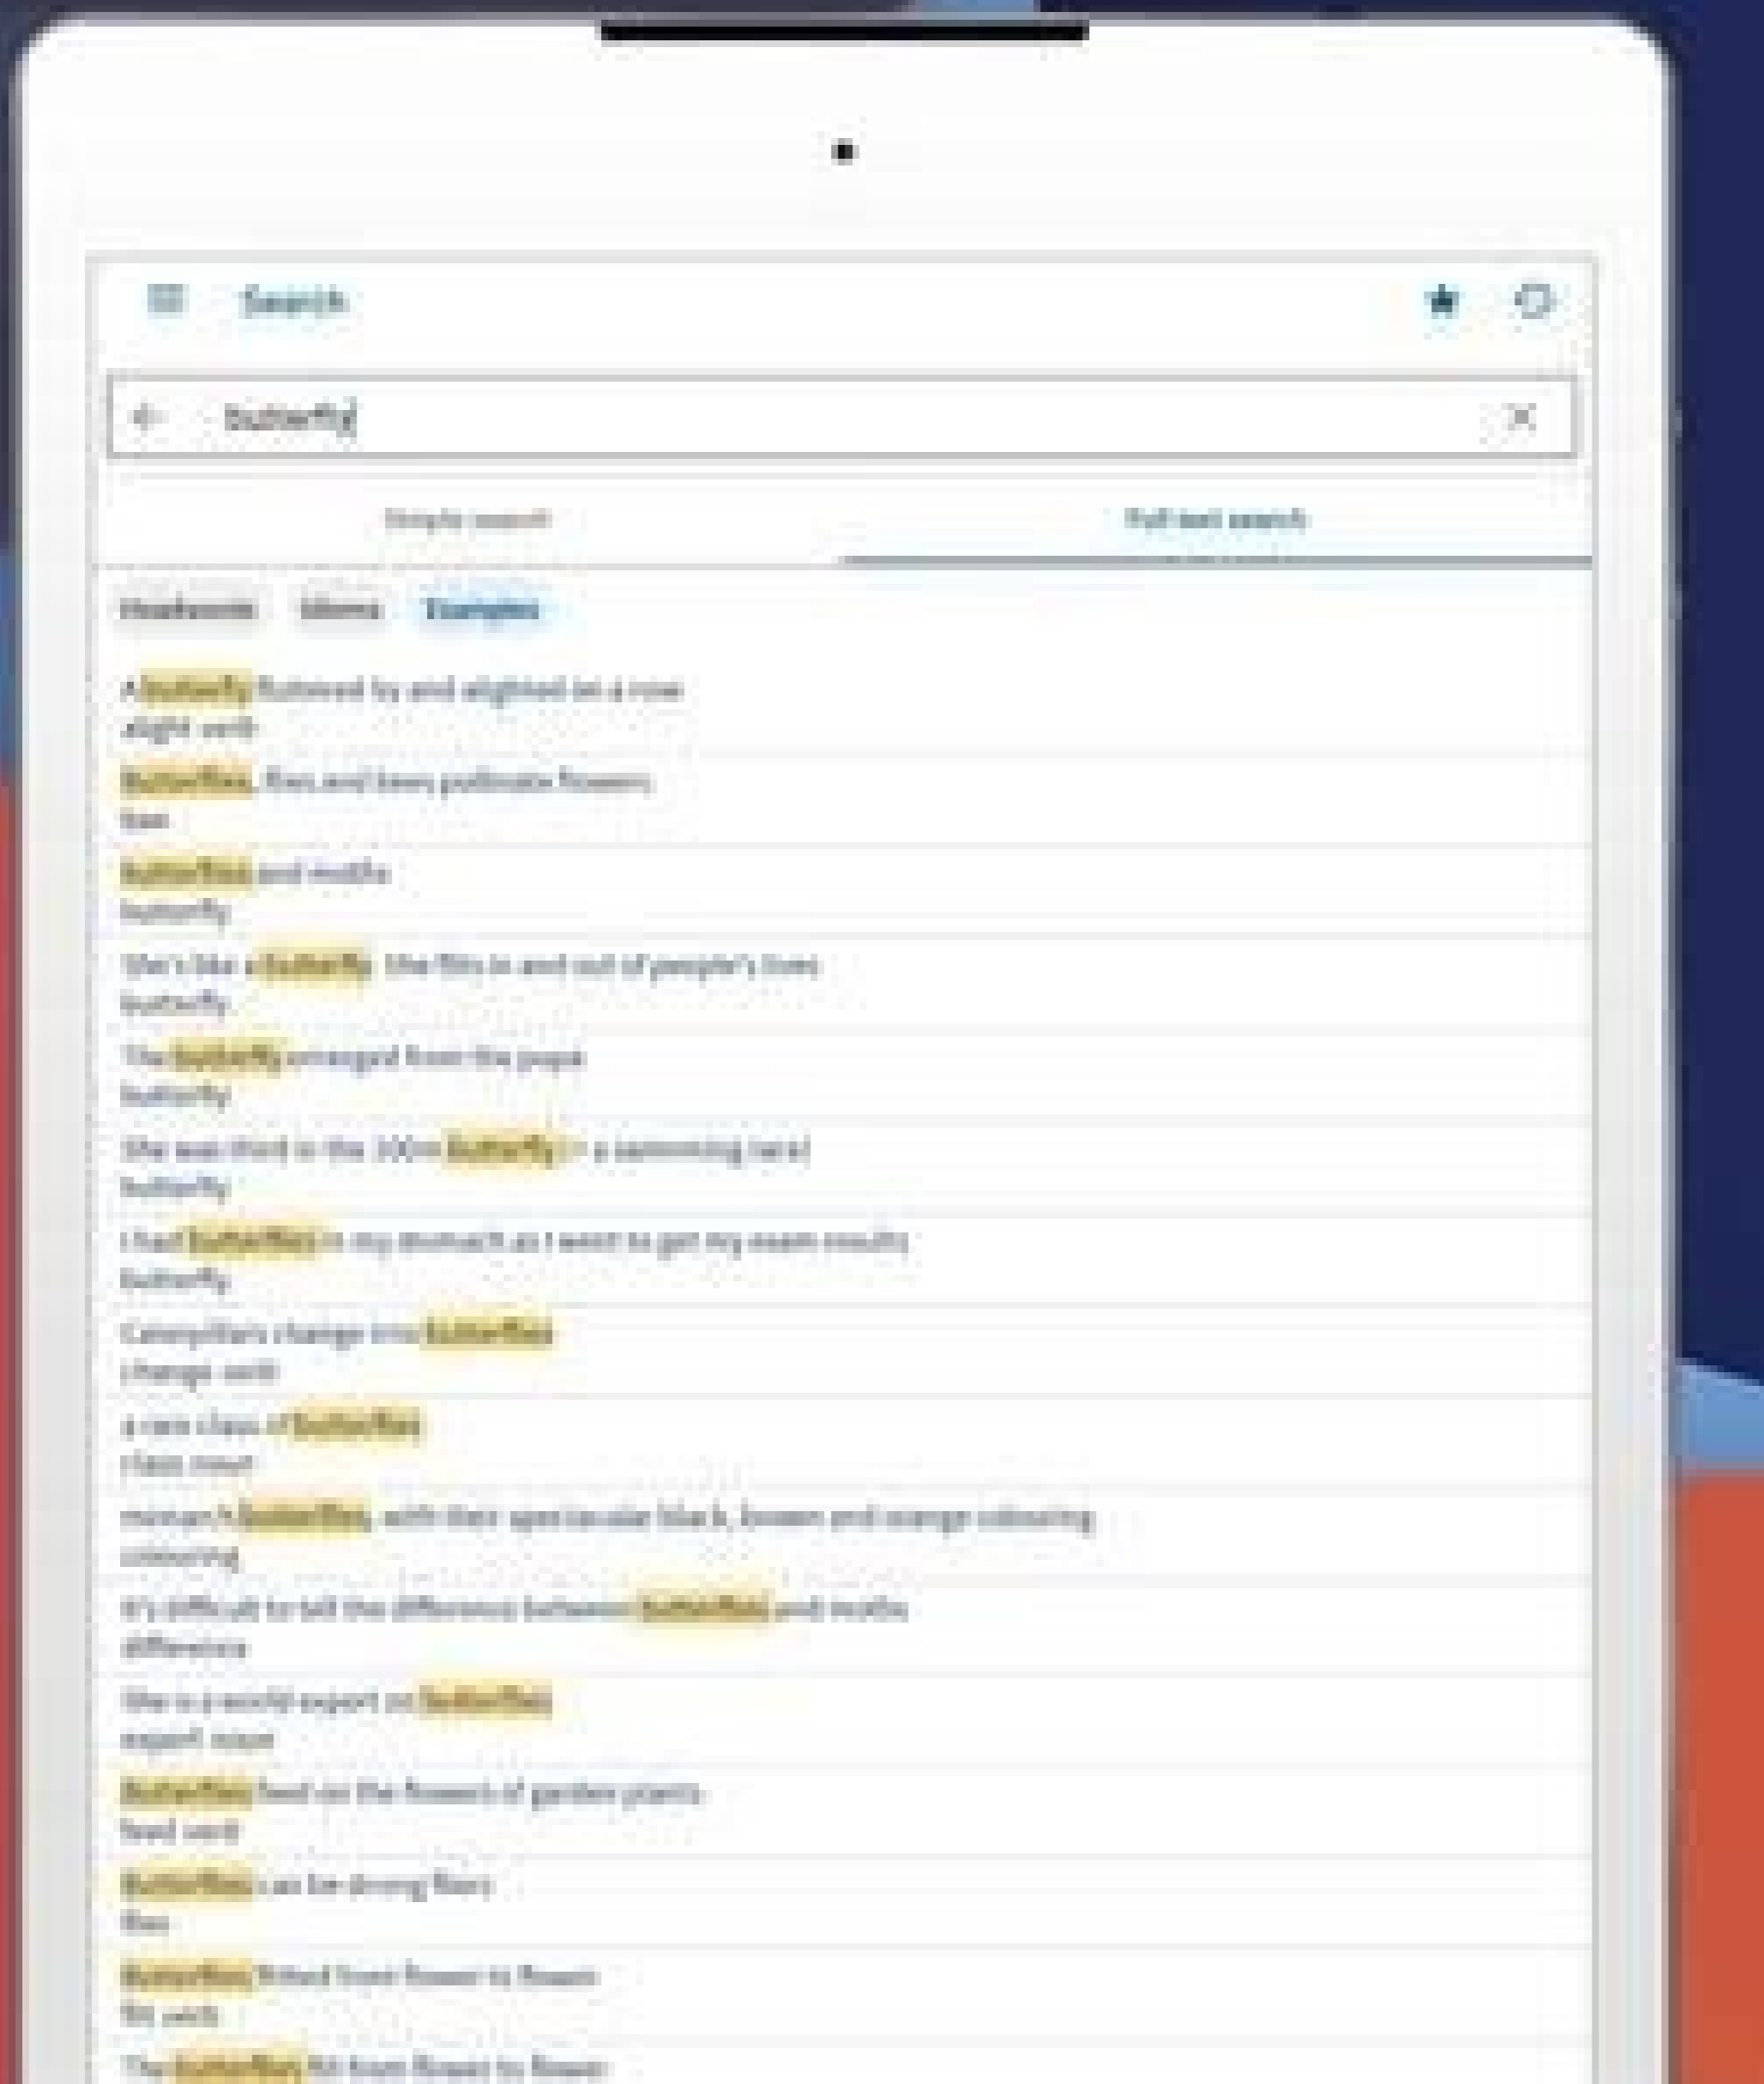 Search
butterfly
Simple search
Full text search
Headwords Idioms Examples
A butterfly fluttered by and alighted on a rose
alight verb
Butterflies, flies and bees pollinate flowers
bee
butterflies and moths
butterfly
She's like a butterfly. She flits in and out of people's lives
butterfly
The butterfly emerged from the pupa
butterfly
She was third in the butterfly a swimming race)
butterfly
I had butterflies in my stomach as I went to get my exam results
butterfly
Caterpillars change into butterflies
change verb
a rare class of butterflies
class noun
monarch butterflies, with their spectacular black, brown and orange colouring
colouring
It's difficult to tell the difference between butterflies and moths
difference
She is a world expert on butterflies
expert noun
Butterflies feed on the flowers of garden plants
feed verb
Butterflies can be strong fliers
flier
Butterflies flitted from flower to flower
flit verb
The butterflies flit from flower to flower